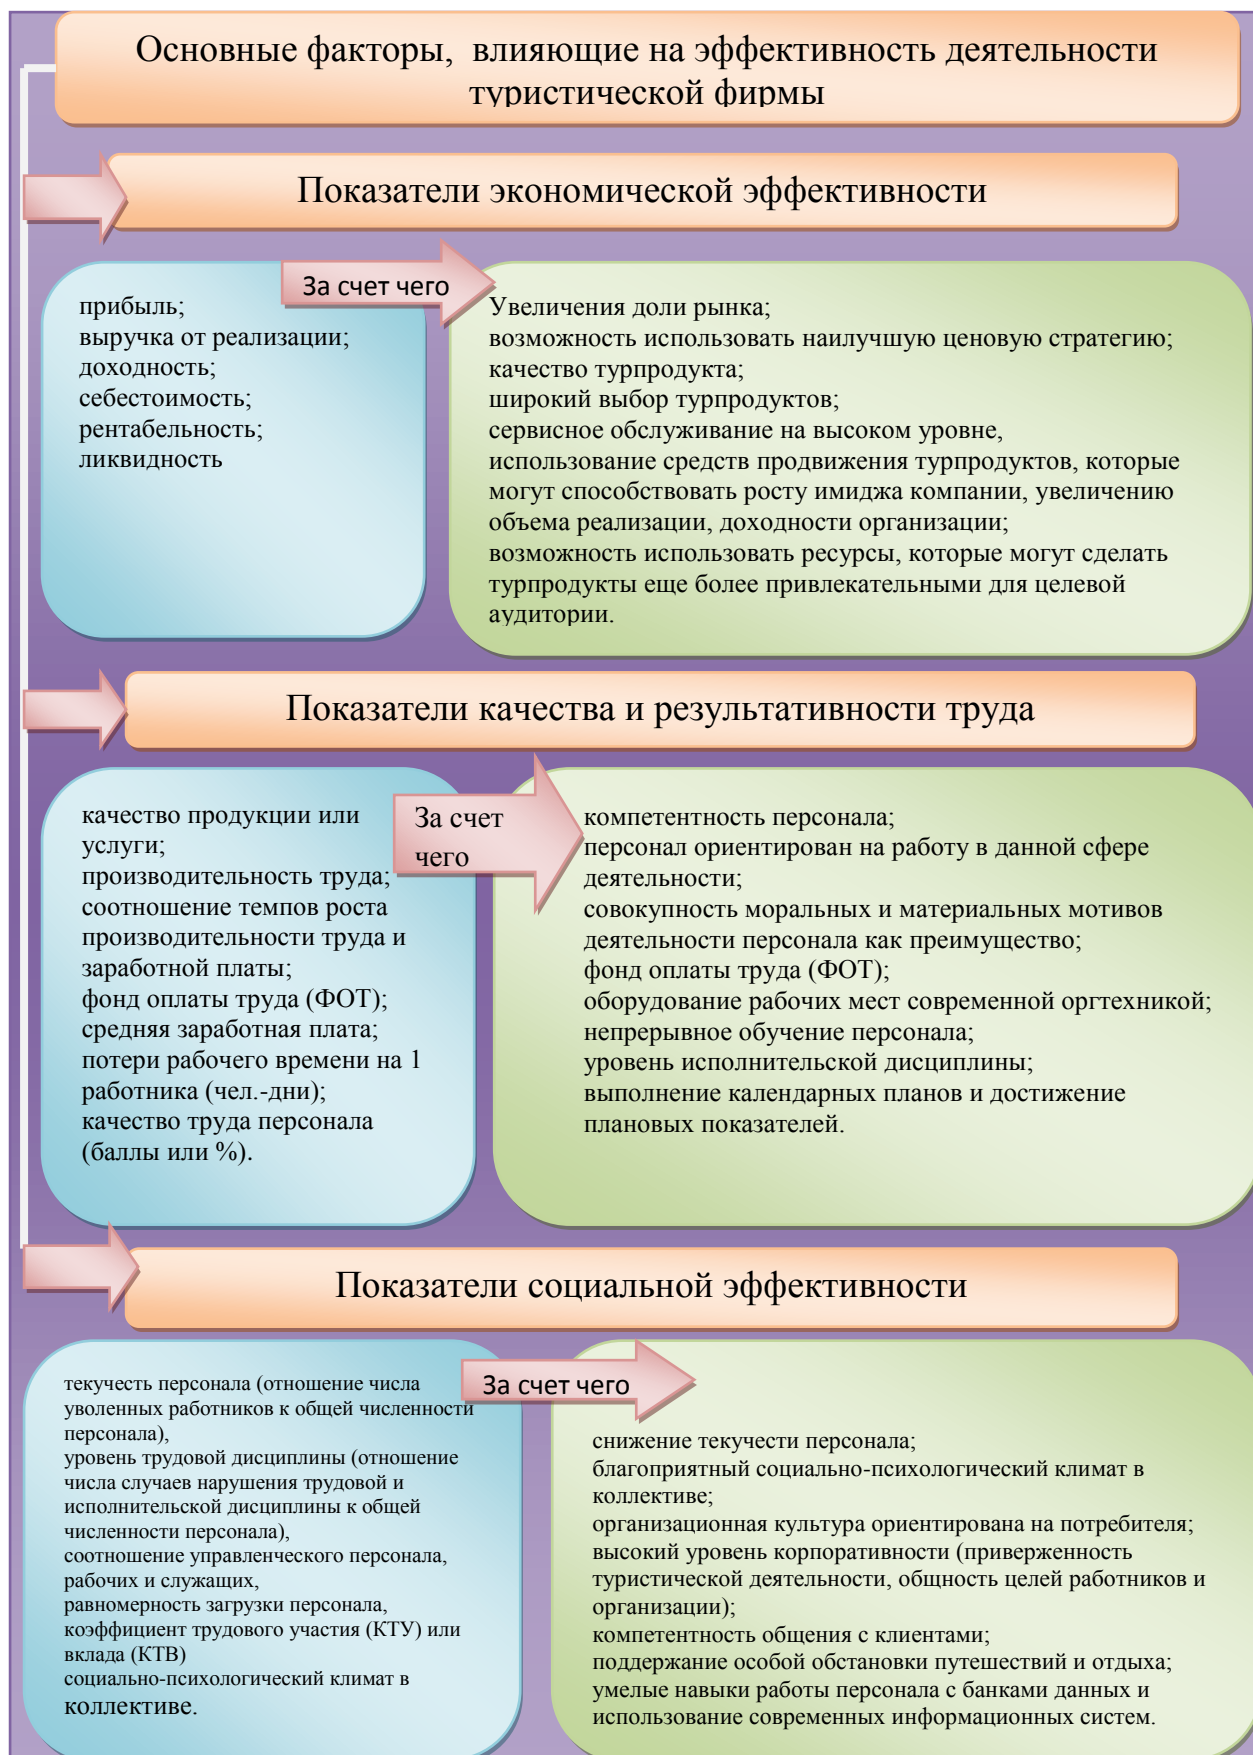 Основные факторы,  влияющие на эффективность деятельности
туристической фирмы
Показатели экономической эффективности
прибыль;
выручка от реализации;
доходность;
себестоимость;
рентабельность;
ликвидность
За счет чего
Увеличения доли рынка;
возможность использовать наилучшую ценовую стратегию;
качество турпродукта;
широкий выбор турпродуктов;
сервисное обслуживание на высоком уровне,
использование средств продвижения турпродуктов, которые
могут способствовать росту имиджа компании, увеличению
объема реализации, доходности организации;
возможность использовать ресурсы, которые могут сделать
турпродукты еще более привлекательными для целевой
аудитории.
Показатели качества и результативности труда
качество продукции или
услуги;
производительность труда;
соотношение темпов роста
производительности труда и
заработной платы;
фонд оплаты труда (ФОТ);
средняя заработная плата;
потери рабочего времени на 1
работника (чел.-дни);
качество труда персонала
(баллы или %).
За счет
чего
компетентность персонала;
персонал ориентирован на работу в данной сфере
деятельности;
совокупность моральных и материальных мотивов
деятельности персонала как преимущество;
фонд оплаты труда (ФОТ);
оборудование рабочих мест современной оргтехникой;
непрерывное обучение персонала;
уровень исполнительской дисциплины;
выполнение календарных планов и достижение
плановых показателей.
Показатели социальной эффективности
текучесть персонала (отношение числа
уволенных работников к общей численности
персонала),
уровень трудовой дисциплины (отношение
числа случаев нарушения трудовой и
исполнительской дисциплины к общей
численности персонала),
соотношение управленческого персонала,
рабочих и служащих,
равномерность загрузки персонала,
коэффициент трудового участия (КТУ) или
вклада (КТВ)
социально-психологический климат в
коллективе.
За счет чего
снижение текучести персонала;
благоприятный социально-психологический климат в
коллективе;
организационная культура ориентирована на потребителя;
высокий уровень корпоративности (приверженность
туристической деятельности, общность целей работников и
организации);
компетентность общения с клиентами;
поддержание особой обстановки путешествий и отдыха;
умелые навыки работы персонала с банками данных и
использование современных информационных систем.